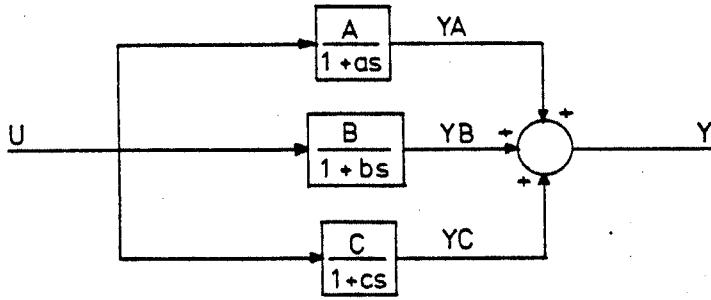 A YA
1 + as
+
U B YB + Y
1 + bs
+
C YC
1 + cs